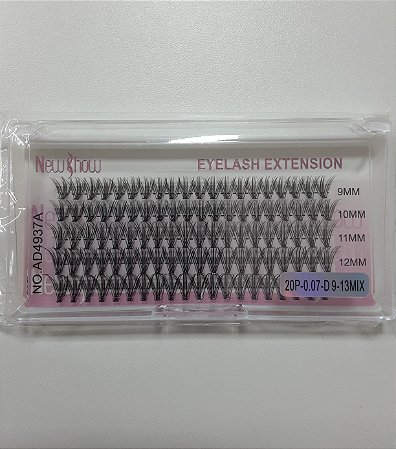 New Show
EYELASH EXTENSION
9MM
10MM
11MM
12MM
20P-0.07-D 9-13MIX
NO.AD4937A